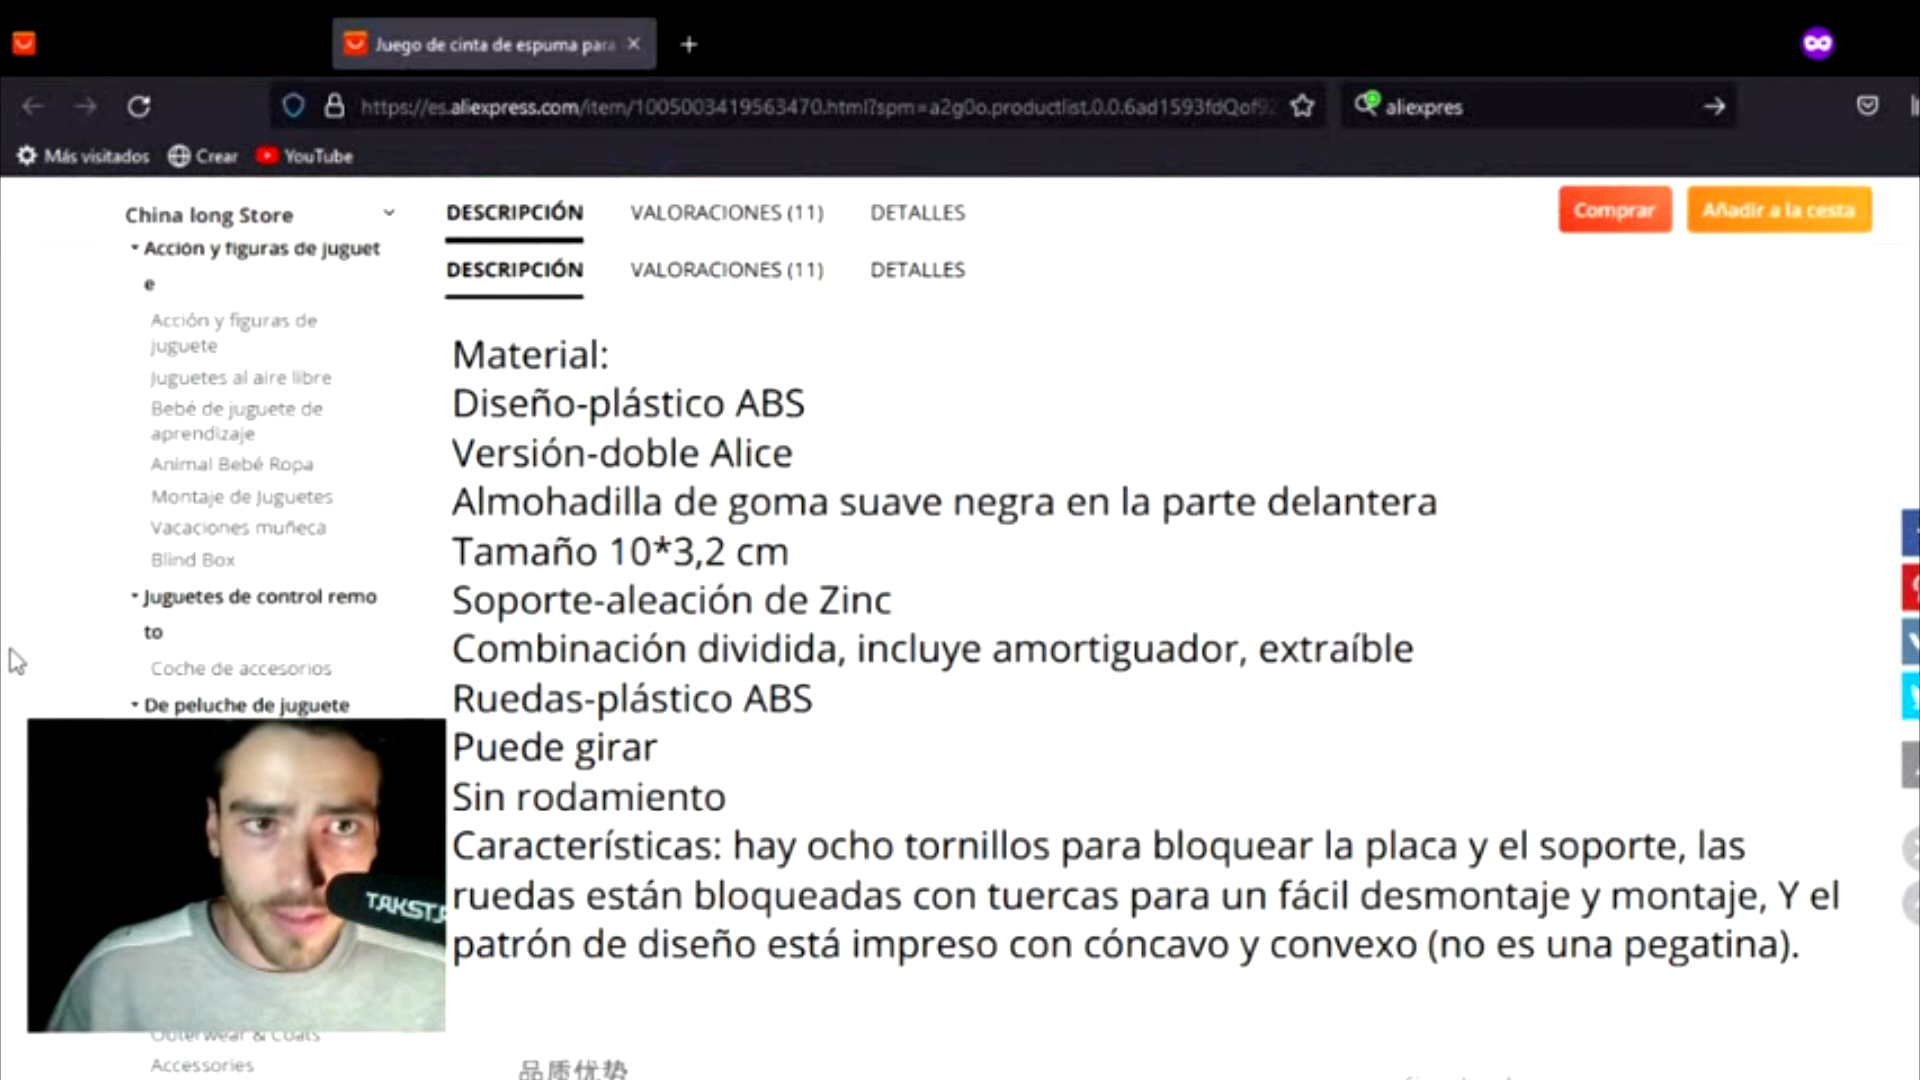 Juego de cinta de espuma para
https://es.aliexpress.com/item/1005003419563470.html?spm=a2g0o.productlist.0.0.6ad1593fdQof9
aliexpres
Más visitados
Crear
YouTube
China long Store
DESCRIPCIÓN
VALORACIONES (11)
DETALLES
Comprar
Añadir a la cesta
Acción y figuras de juguet
e
DESCRIPCIÓN
VALORACIONES (11)
DETALLES
Acción y figuras de
juguete
Juguetes al aire libre
Bebé de juguete de
aprendizaje
Animal Bebé Ropa
Montaje de Juguetes
Vacaciones muñeca
Blind Box
Juguetes de control remo
to
Coche de accesorios
De peluche de juguete
Material:
Diseño-plástico ABS
Versión-doble Alice
Almohadilla de goma suave negra en la parte delantera
Tamaño 10*3,2 cm
Soporte-aleación de Zinc
Combinación dividida, incluye amortiguador, extraíble
Ruedas-plástico ABS
Puede girar
Sin rodamiento
Características: hay ocho tornillos para bloquear la placa y el soporte, las
ruedas están bloqueadas con tuercas para un fácil desmontaje y montaje, Y el
patrón de diseño está impreso con cóncavo y convexo (no es una pegatina).
TAKSTA
Outerwear & Coats
Accessories
品质优势